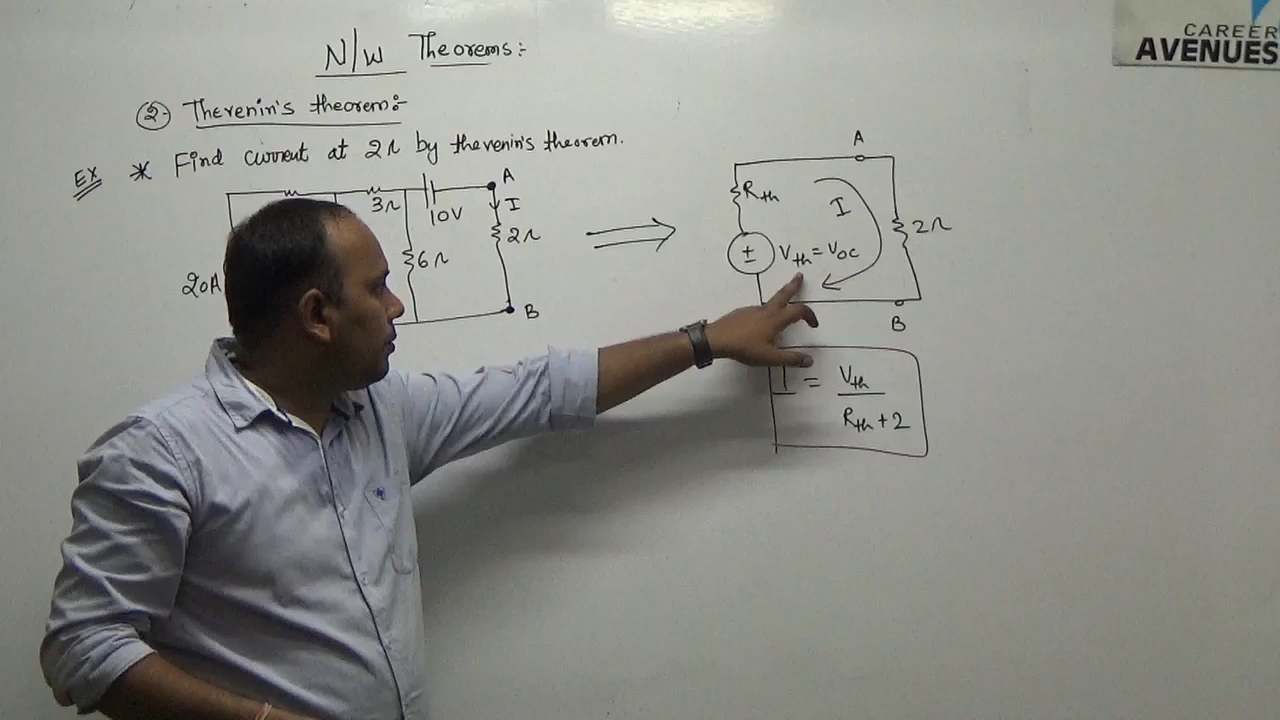 CAREER
AVENUES
N/W Theorems:-
② Thevenin's theorem:-
EX * Find current at 2Ω by thevenin's theorem.
3Ω
10V
A
I
2Ω
6Ω
20A
B
A
Rth
I
2Ω
± Vth = Voc
B
I = Vth
Rth + 2